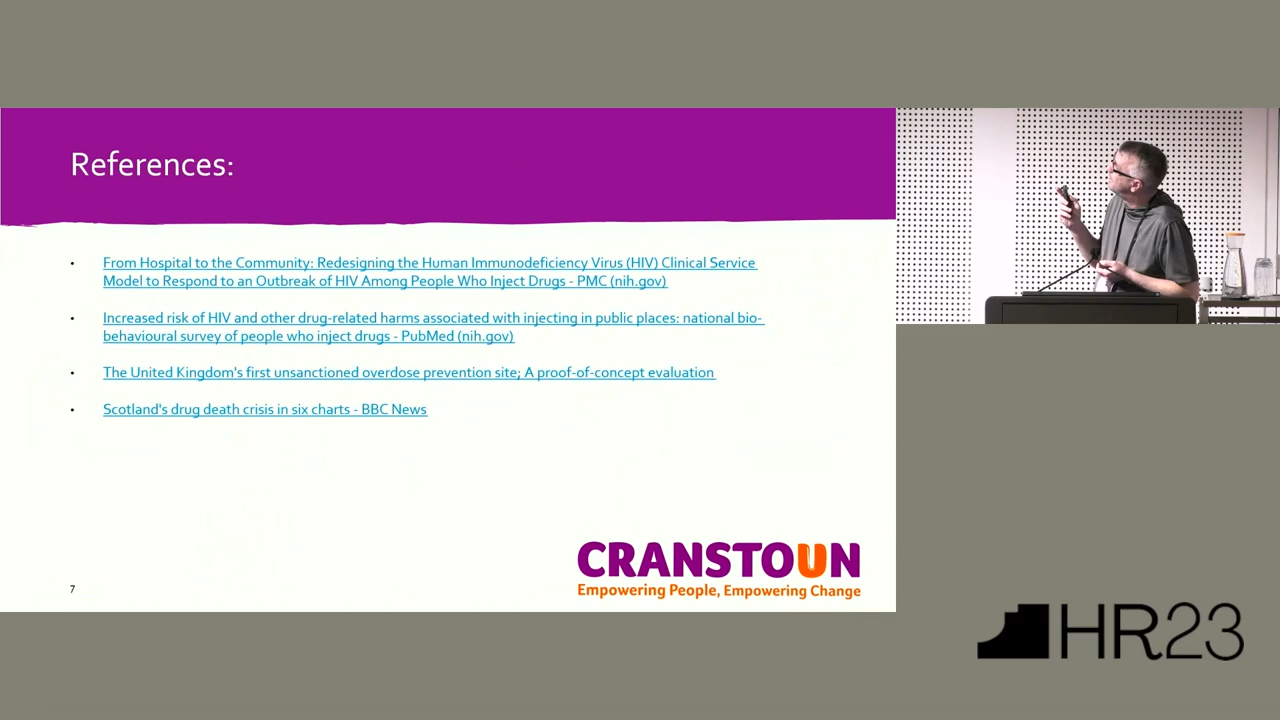 References:
• From Hospital to the Community: Redesigning the Human Immunodeficiency Virus (HIV) Clinical Service
Model to Respond to an Outbreak of HIV Among People Who Inject Drugs - PMC (nih.gov)
• Increased risk of HIV and other drug-related harms associated with injecting in public places: national bio-
behavioural survey of people who inject drugs - PubMed (nih.gov)
• The United Kingdom's first unsanctioned overdose prevention site; A proof-of-concept evaluation
• Scotland's drug death crisis in six charts - BBC News
CRANSTOUN
Empowering People, Empowering Change
7
HR23